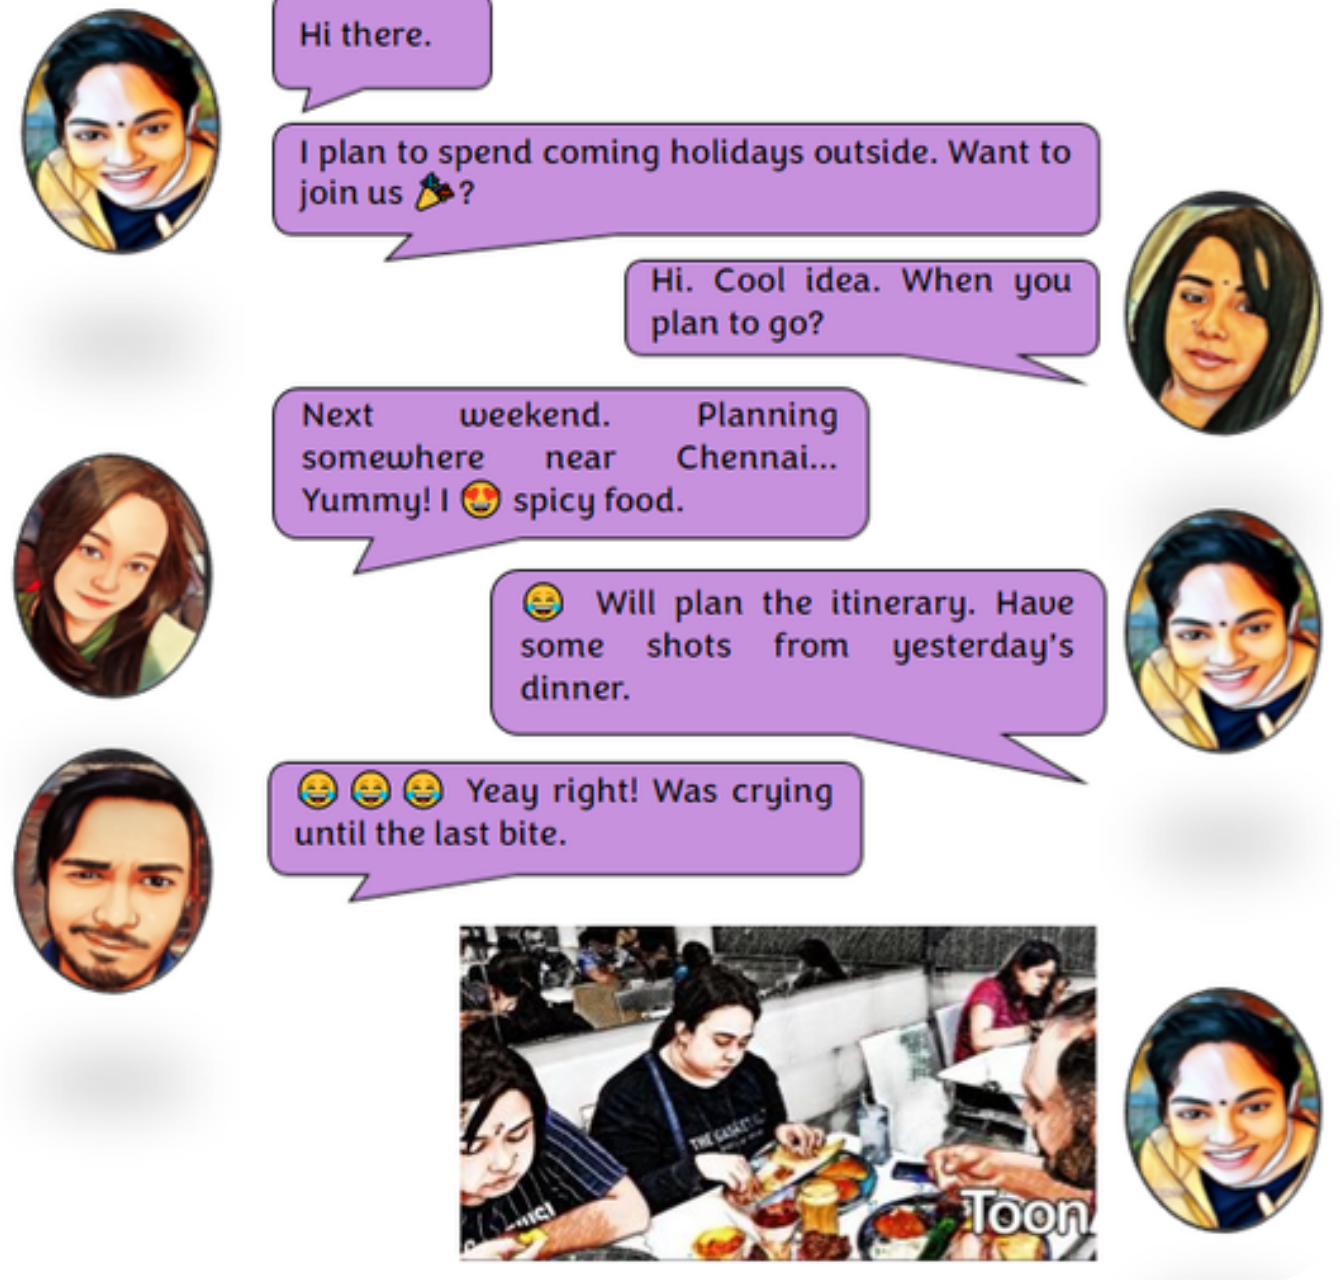 Hi there.
I plan to spend coming holidays outside. Want to
join us 🎉?
Hi. Cool idea. When you
plan to go?
Next weekend. Planning
somewhere near Chennai...
Yummy! I 😍 spicy food.
😂 Will plan the itinerary. Have
some shots from yesterday's
dinner.
😂 😂 😂 Yeay right! Was crying
until the last bite.
Toon